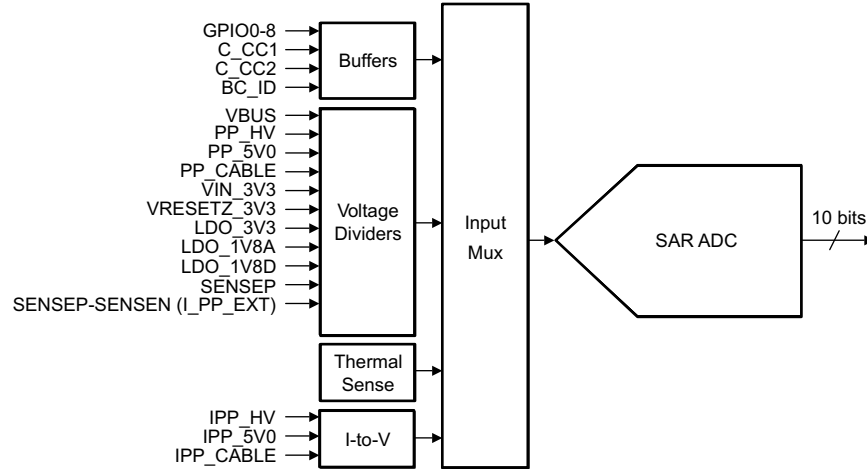 GPIO0-8
C_CC1
C_CC2
BC_ID
Buffers
VBUS
PP_HV
PP_5V0
PP_CABLE
VIN_3V3
VRESETZ_3V3
LDO_3V3
LDO_1V8A
LDO_1V8D
SENSEP
SENSEP-SENSEN (I_PP_EXT)
Voltage
Dividers
Thermal
Sense
IPP_HV
IPP_5V0
IPP_CABLE
I-to-V
Input
Mux
SAR ADC
10 bits